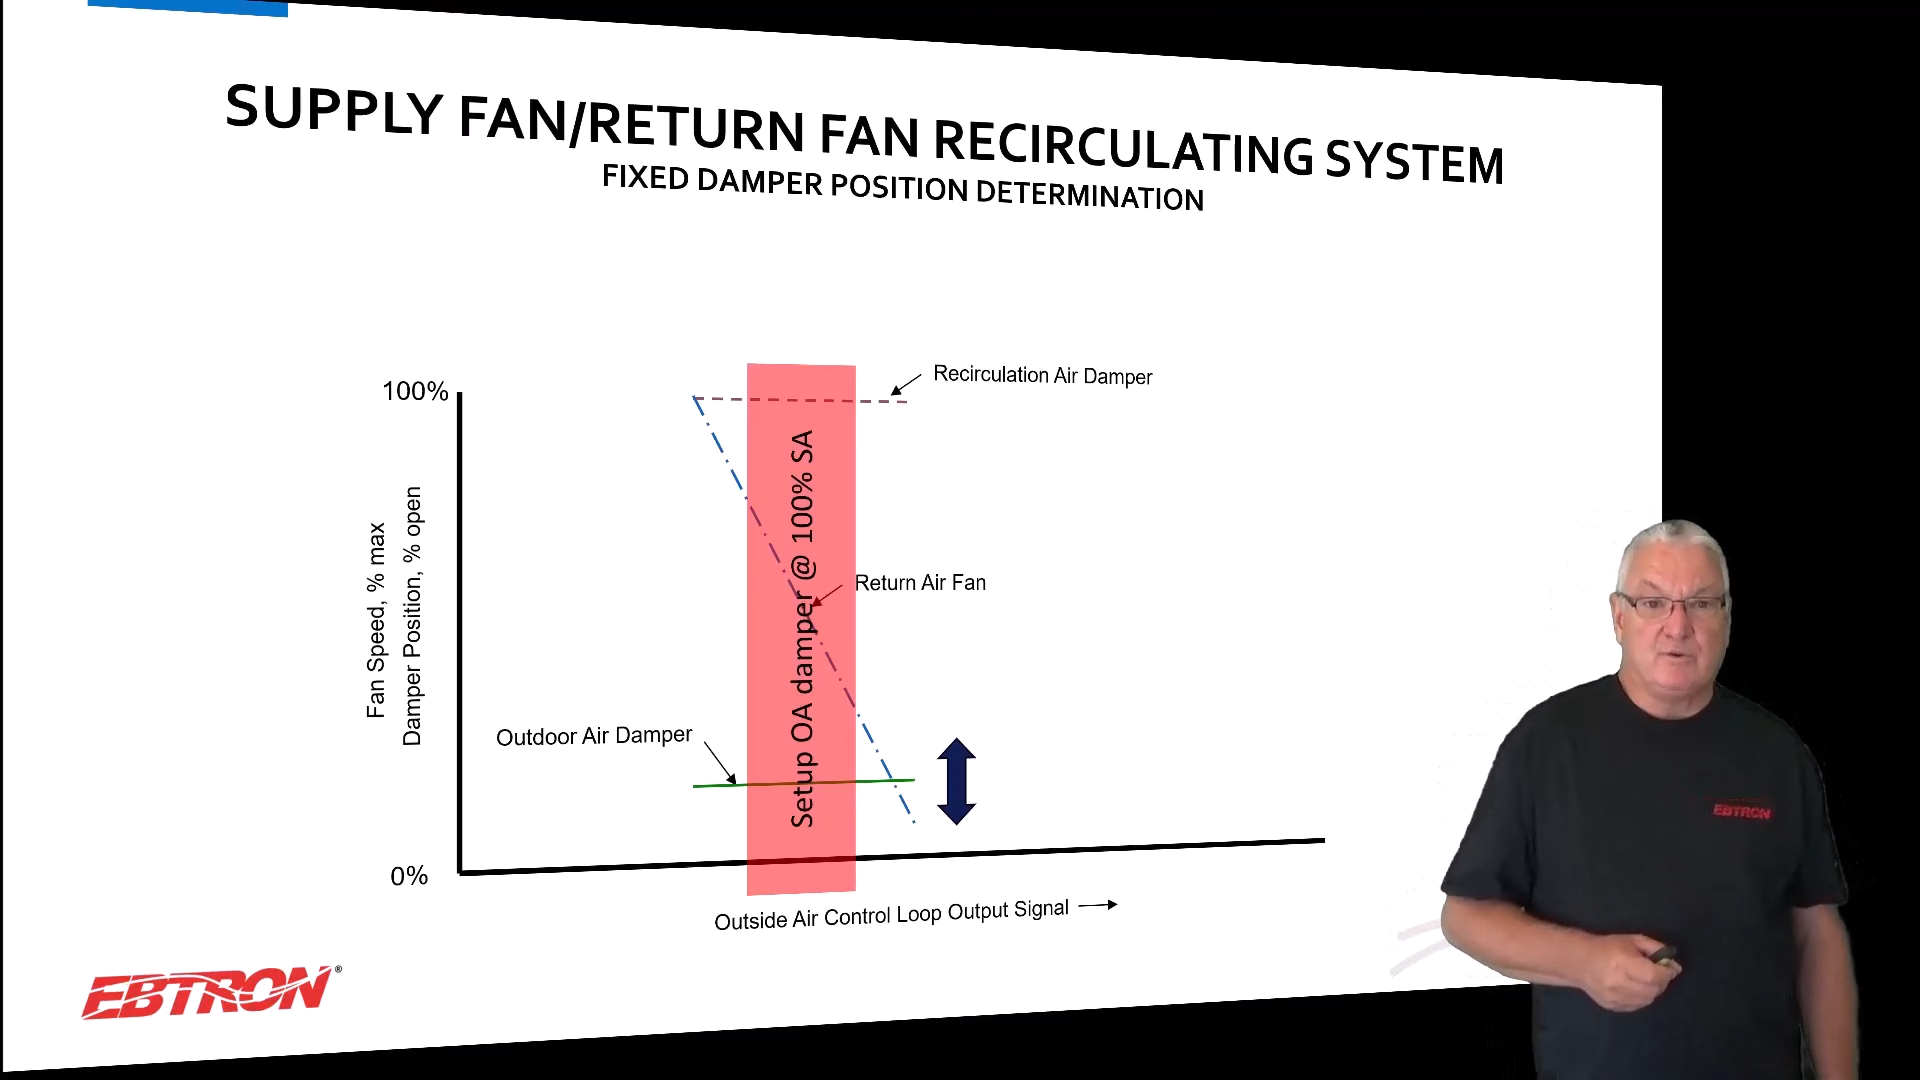 SUPPLY FAN/RETURN FAN RECIRCULATING SYSTEM
FIXED DAMPER POSITION DETERMINATION
Recirculation Air Damper
100%
Setup OA damper @ 100% SA
Fan Speed, % max
Damper Position, % open
Return Air Fan
Outdoor Air Damper
0%
Outside Air Control Loop Output Signal
EBTRON®
EBTRON